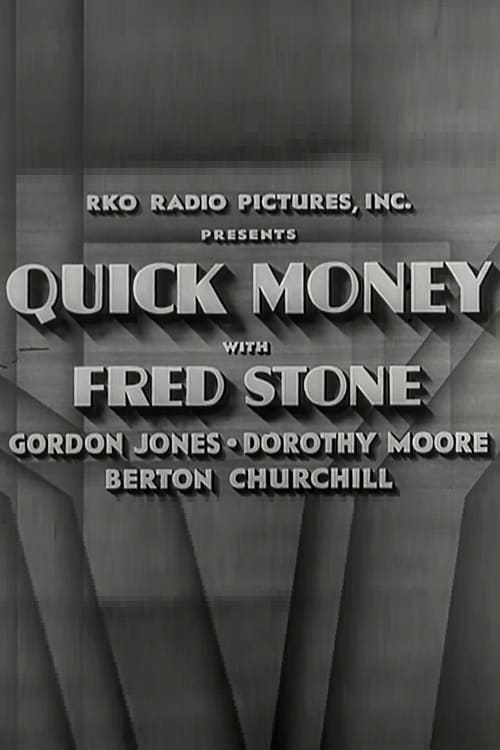 RKO RADIO PICTURES, INC.
PRESENTS
QUICK MONEY
WITH
FRED STONE
GORDON JONES • DOROTHY MOORE
BERTON CHURCHILL